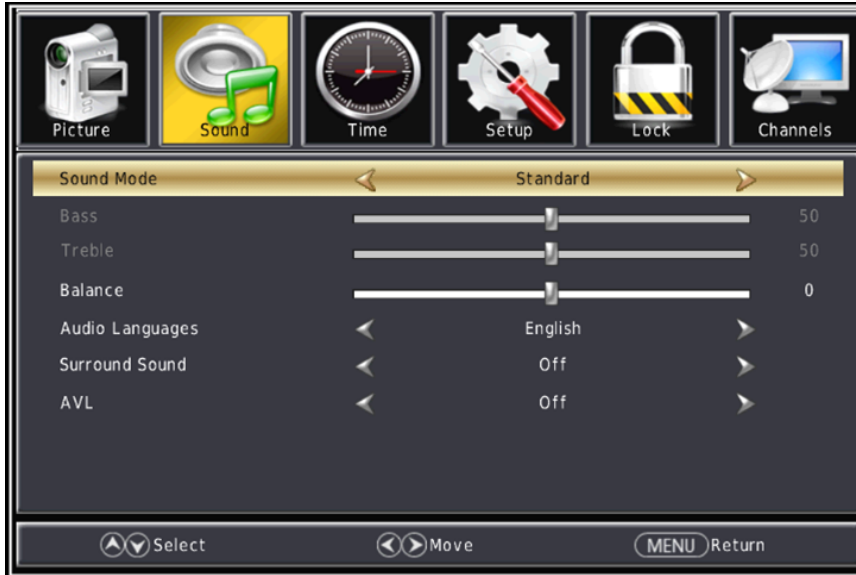 Picture Sound Time Setup Lock Channels
Sound Mode Standard
Bass 50
Treble 50
Balance 0
Audio Languages English
Surround Sound Off
AVL Off
Select Move MENU Return